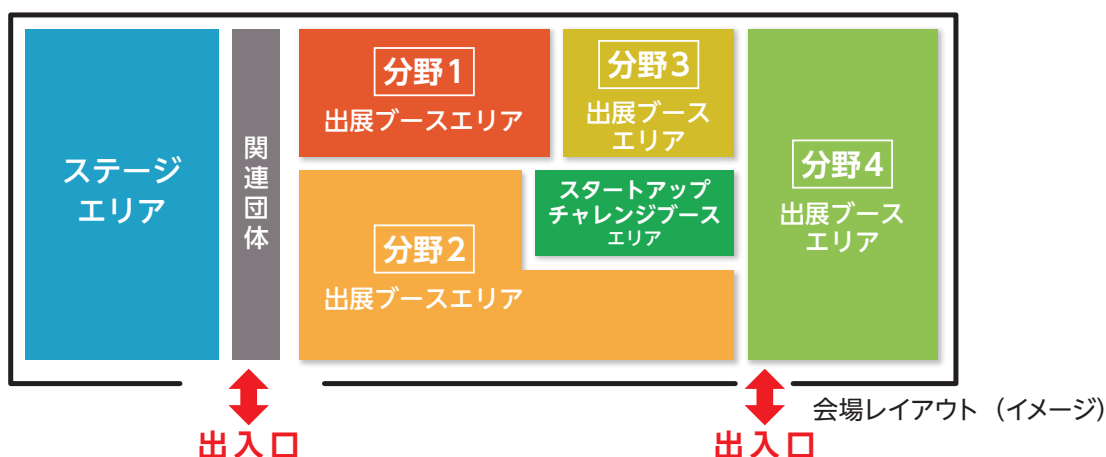 ステージ
エリア
関連団体
分野1
出展ブースエリア
分野3
出展ブース
エリア
スタートアップ
チャレンジブース
エリア
分野2
出展ブースエリア
分野4
出展ブース
エリア
出入口
出入口
会場レイアウト（イメージ）